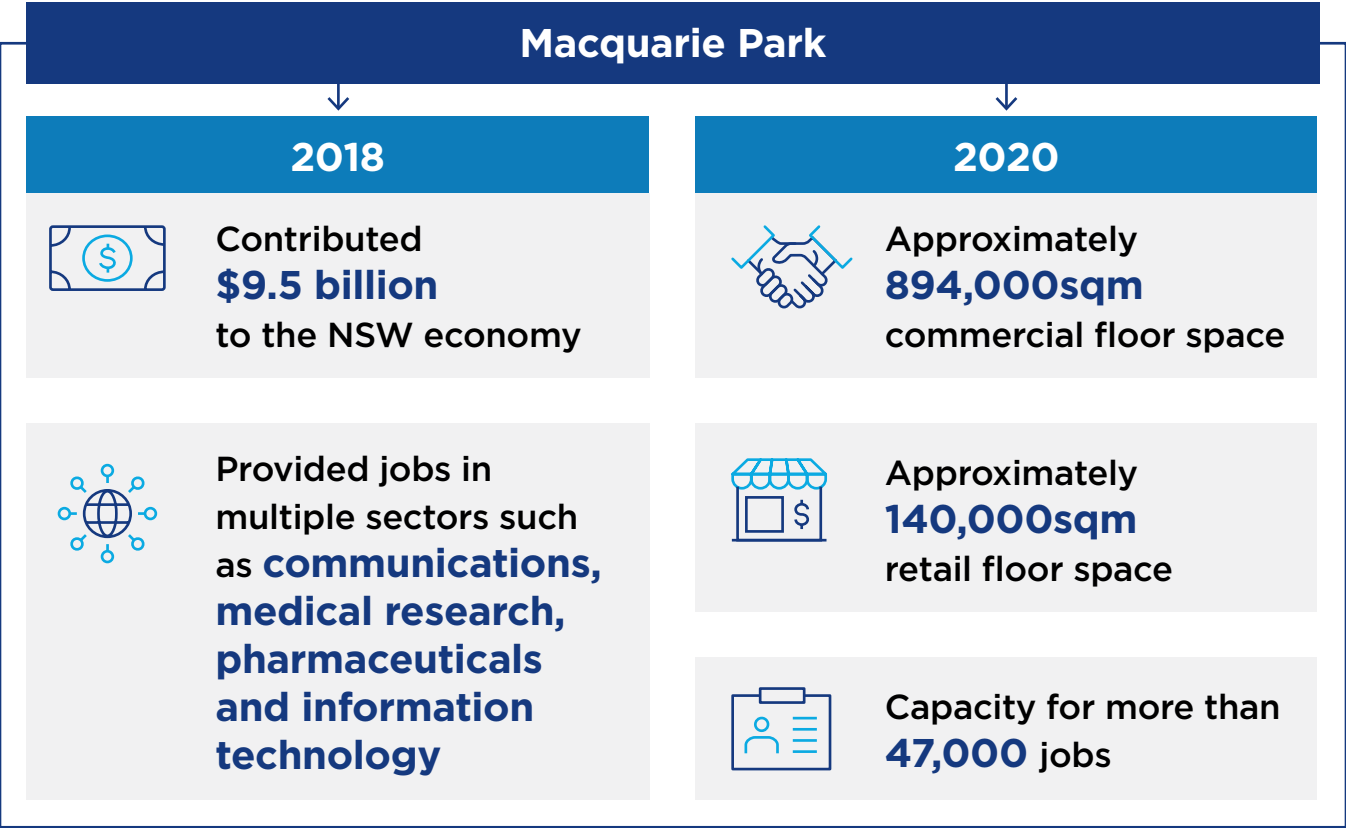 Macquarie Park
2018
$
Contributed
$9.5 billion
to the NSW economy
Provided jobs in
multiple sectors such
as communications,
medical research,
pharmaceuticals
and information
technology
2020
Approximately
894,000sqm
commercial floor space
$
Approximately
140,000sqm
retail floor space
Capacity for more than
47,000 jobs